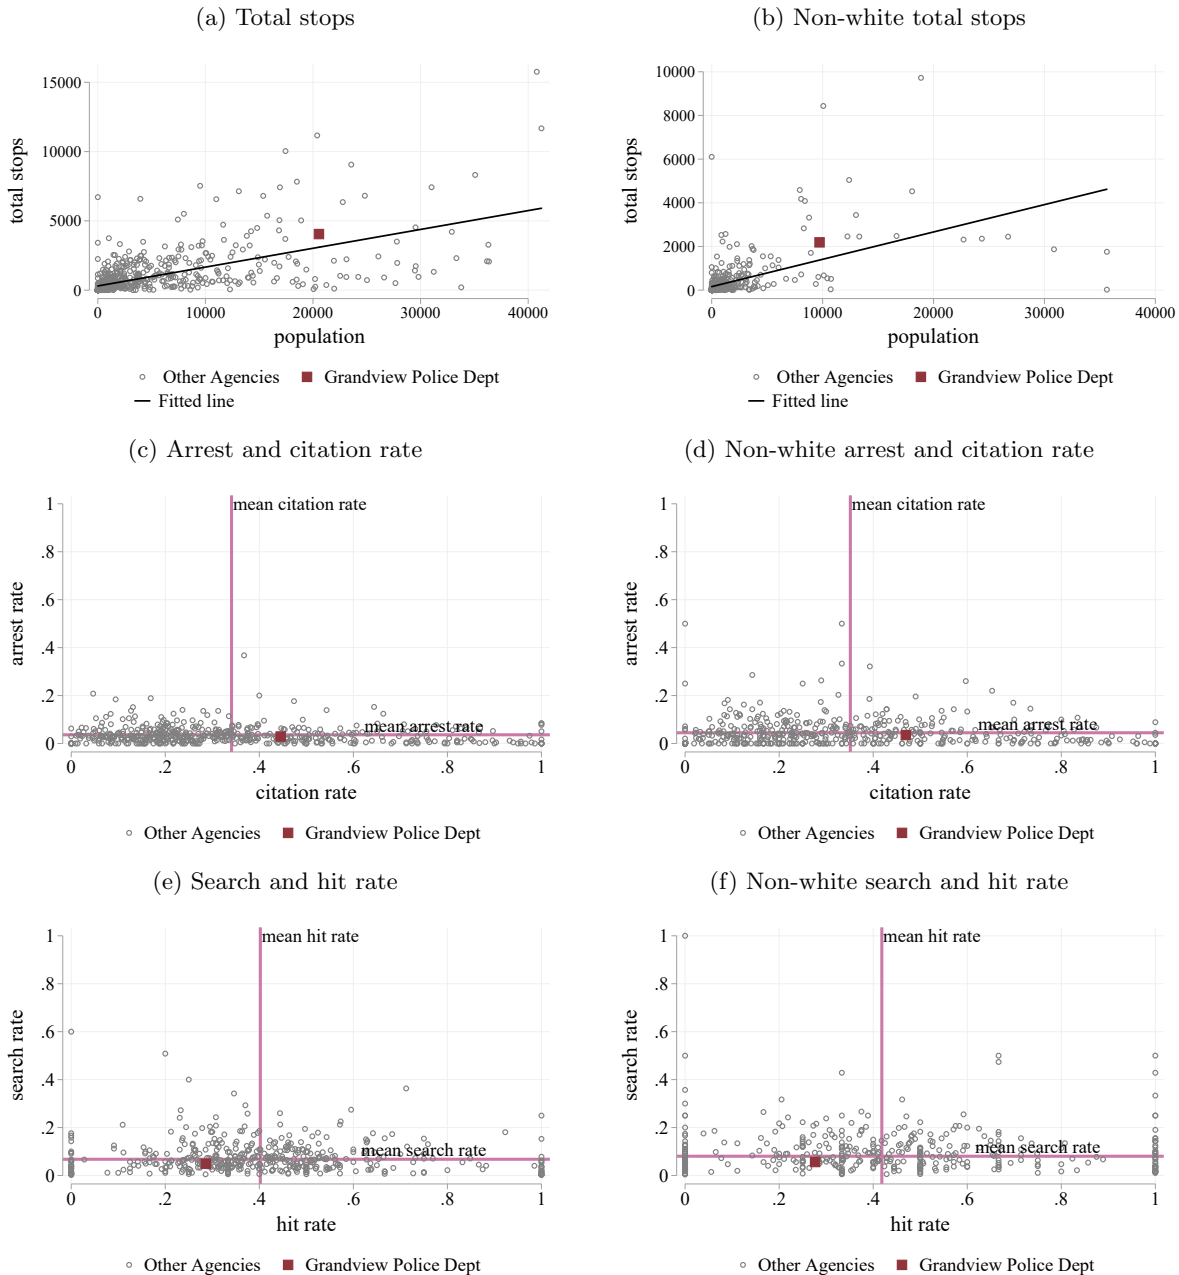 (a) Total stops
(b) Non-white total stops
total stops
15000
10000
5000
0
0 10000 20000 30000 40000
population
Other Agencies Grandview Police Dept
Fitted line
total stops
10000
8000
6000
4000
2000
0
0 10000 20000 30000 40000
population
Other Agencies Grandview Police Dept
Fitted line
(c) Arrest and citation rate
(d) Non-white arrest and citation rate
mean citation rate
arrest rate
1
.8
.6
.4
.2
0
mean arrest rate
0 .2 .4 .6 .8 1
citation rate
Other Agencies Grandview Police Dept
mean citation rate
arrest rate
1
.8
.6
.4
.2
0
mean arrest rate
0 .2 .4 .6 .8 1
citation rate
Other Agencies Grandview Police Dept
(e) Search and hit rate
(f) Non-white search and hit rate
mean hit rate
search rate
1
.8
.6
.4
.2
0
mean search rate
0 .2 .4 .6 .8 1
hit rate
Other Agencies Grandview Police Dept
mean hit rate
search rate
1
.8
.6
.4
.2
0
mean search rate
0 .2 .4 .6 .8 1
hit rate
Other Agencies Grandview Police Dept